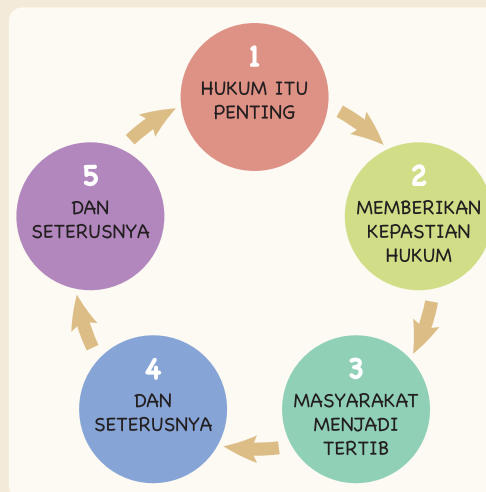 1
HUKUM ITU
PENTING
2
MEMBERIKAN
KEPASTIAN
HUKUM
3
MASYARAKAT
MENJADI
TERTIB
4
DAN
SETERUSNYA
5
DAN
SETERUSNYA